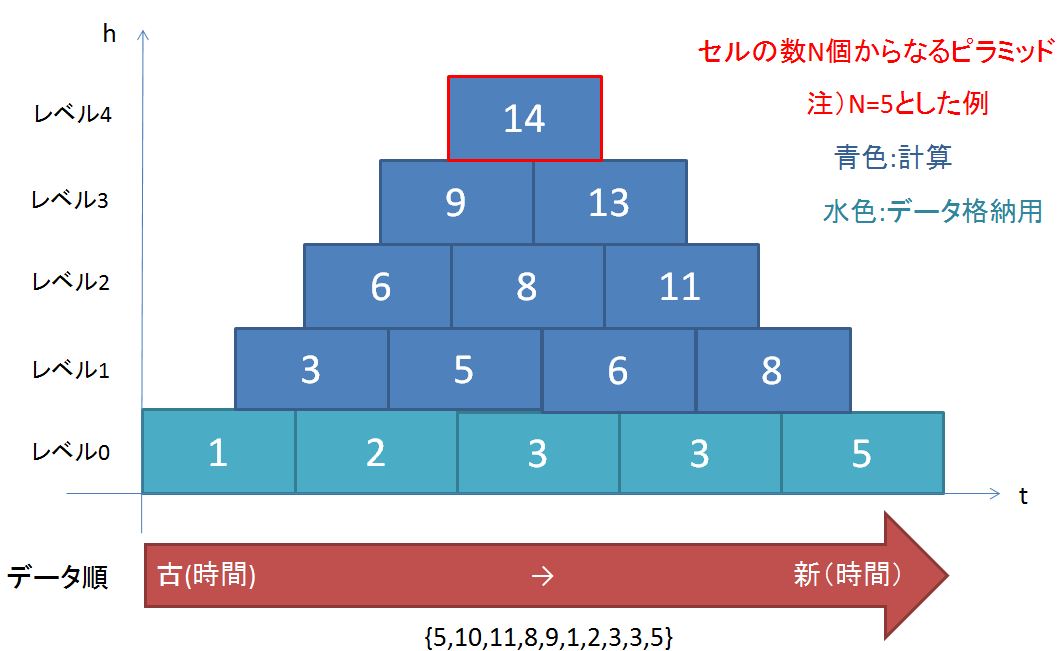 h
セルの数N個からなるピラミッド
注)N=5とした例
青色:計算
水色:データ格納用
レベル4
14
レベル3
9 13
レベル2
6 8 11
レベル1
3 5 6 8
レベル0
1 2 3 3 5
t
データ順
古(時間) → 新(時間)
{5,10,11,8,9,1,2,3,3,5}